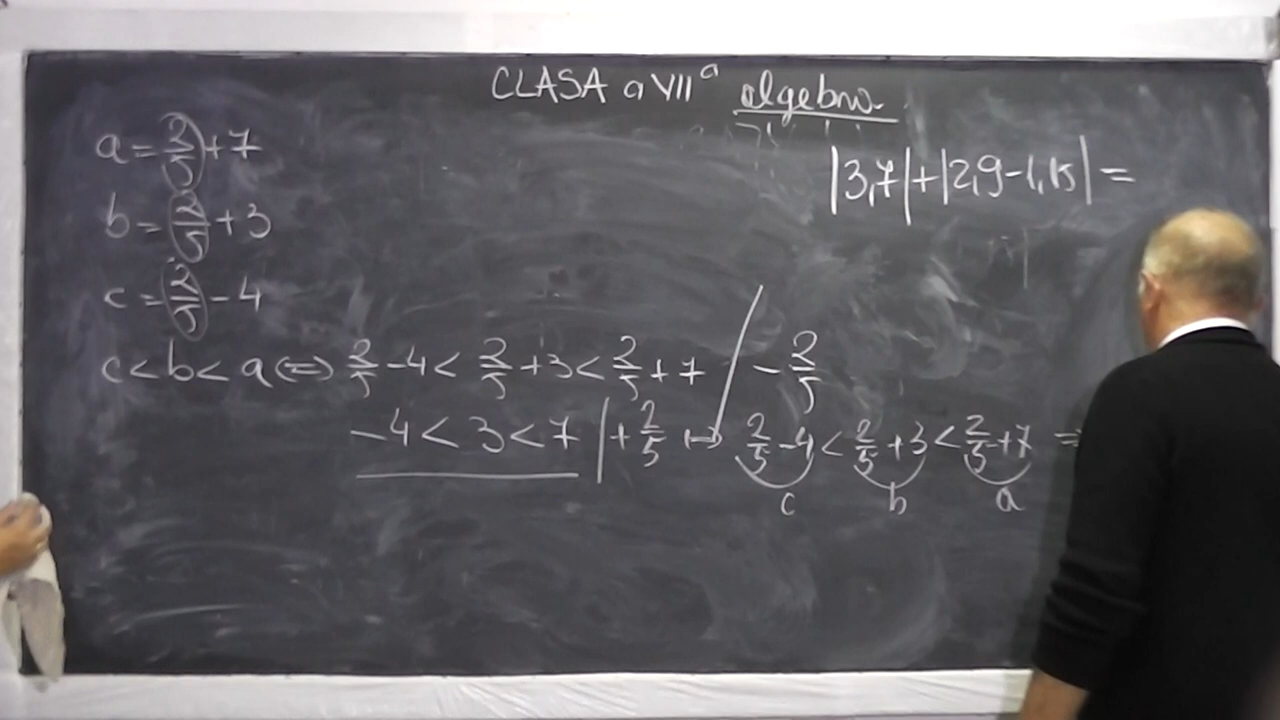 CLASA a VII a algebra
a = 2/5 + 7
|3,7| + |2,9 - 1,15| =
b = 2/5 + 3
c = 2/5 - 4
c < b < a <=> 2/5 - 4 < 2/5 + 3 < 2/5 + 7 / - 2/5
-4 < 3 < 7 | + 2/5 => 2/5 - 4 < 2/5 + 3 < 2/5 + 7 =>
c b a